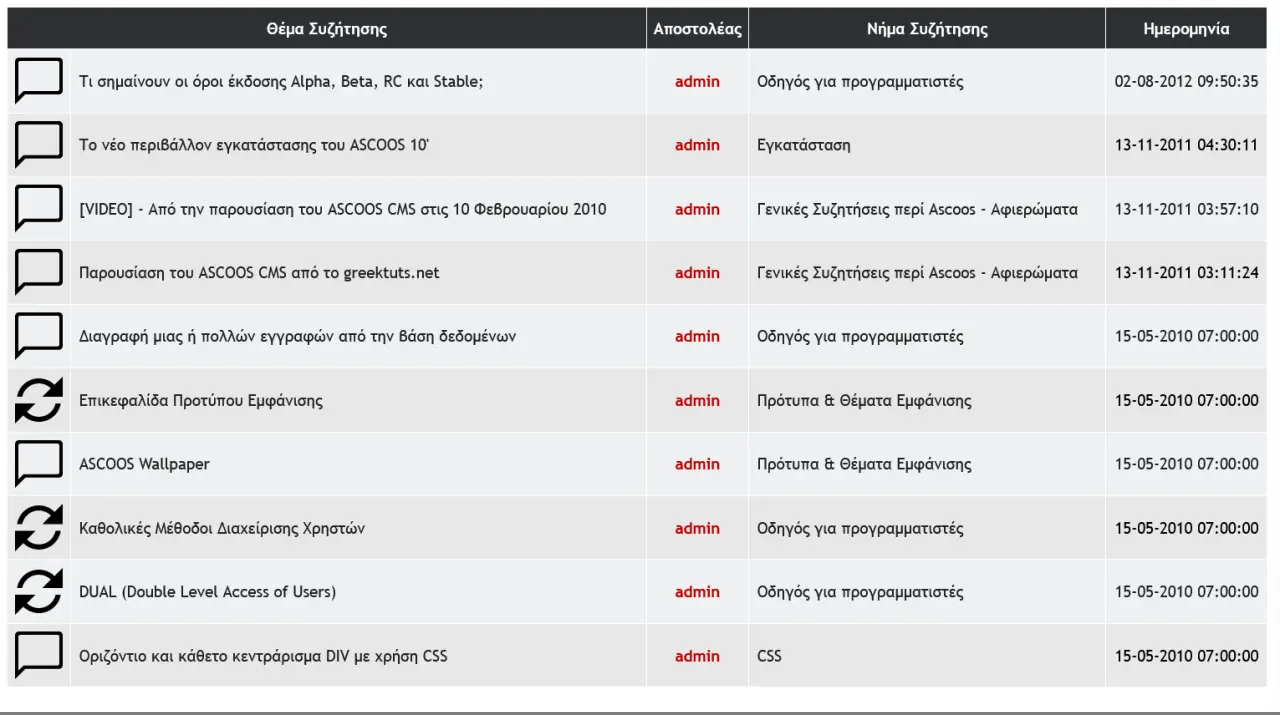 Θέμα Συζήτησης Αποστολέας Νήμα Συζήτησης Ημερομηνία
Τι σημαίνουν οι όροι έκδοσης Alpha, Beta, RC και Stable; admin Οδηγός για προγραμματιστές 02-08-2012 09:50:35
Το νέο περιβάλλον εγκατάστασης του ASCOOS 10' admin Εγκατάσταση 13-11-2011 04:30:11
[VIDEO] - Από την παρουσίαση του ASCOOS CMS στις 10 Φεβρουαρίου 2010 admin Γενικές Συζητήσεις περί Ascoos - Αφιερώματα 13-11-2011 03:57:10
Παρουσίαση του ASCOOS CMS από το greektuts.net admin Γενικές Συζητήσεις περί Ascoos - Αφιερώματα 13-11-2011 03:11:24
Διαγραφή μιας ή πολλών εγγραφών από την βάση δεδομένων admin Οδηγός για προγραμματιστές 15-05-2010 07:00:00
Επικεφαλίδα Προτύπου Εμφάνισης admin Πρότυπα & Θέματα Εμφάνισης 15-05-2010 07:00:00
ASCOOS Wallpaper admin Πρότυπα & Θέματα Εμφάνισης 15-05-2010 07:00:00
Καθολικές Μέθοδοι Διαχείρισης Χρηστών admin Οδηγός για προγραμματιστές 15-05-2010 07:00:00
DUAL (Double Level Access of Users) admin Οδηγός για προγραμματιστές 15-05-2010 07:00:00
Οριζόντιο και κάθετο κεντράρισμα DIV με χρήση CSS admin CSS 15-05-2010 07:00:00